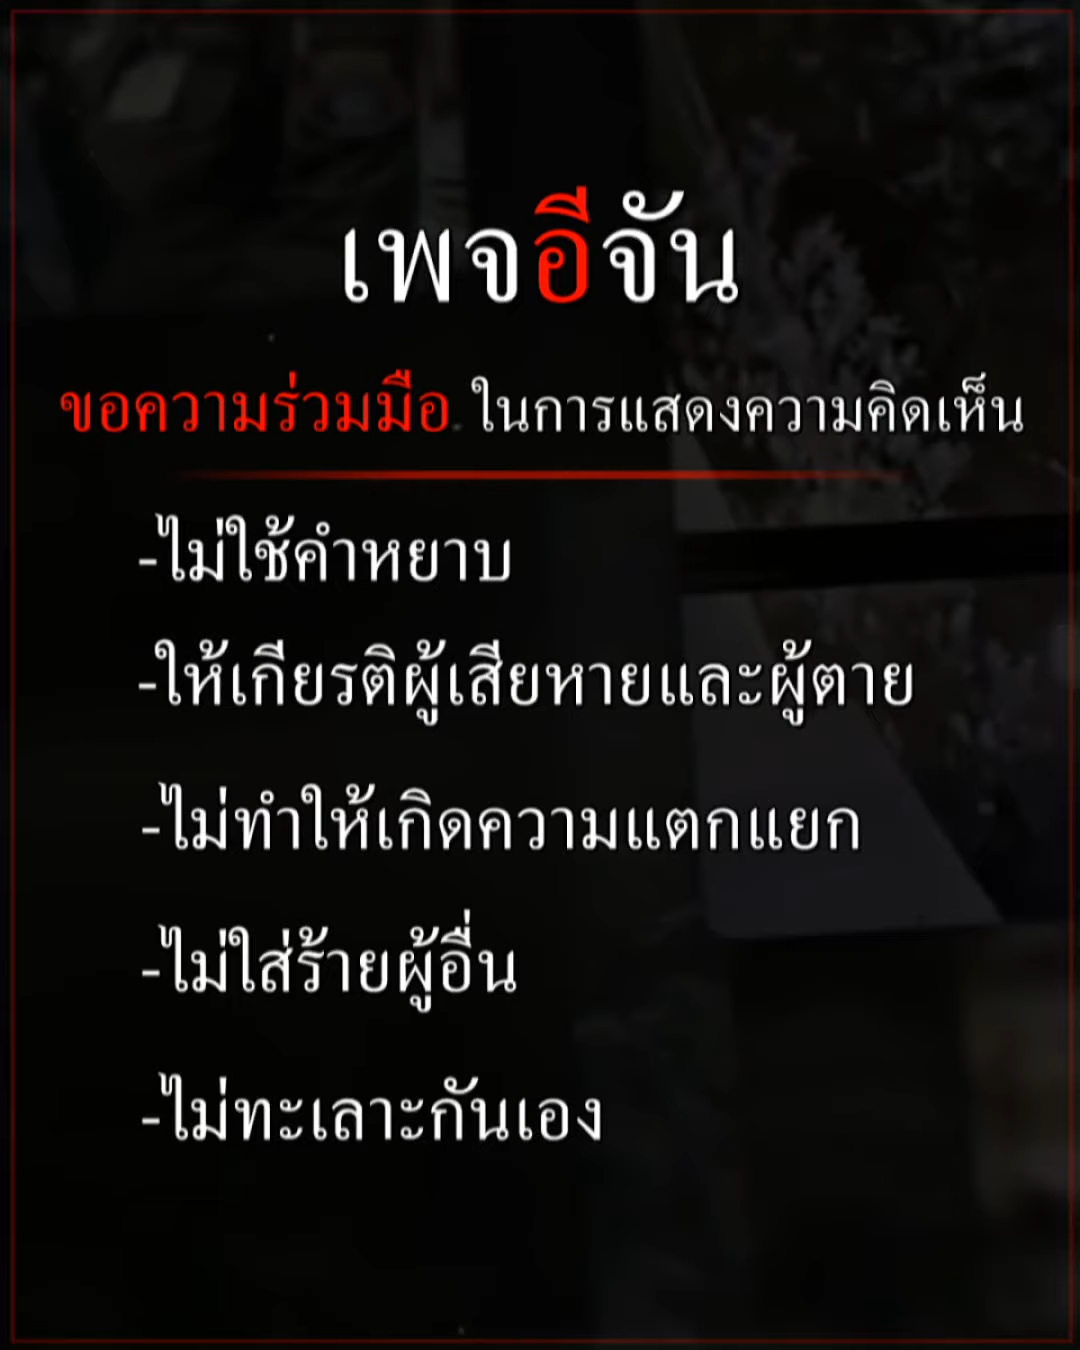 เพจอีจัน
ขอความร่วมมือ ในการแสดงความคิดเห็น
-ไม่ใช้คำหยาบ
-ให้เกียรติผู้เสียหายและผู้ตาย
-ไม่ทำให้เกิดความแตกแยก
-ไม่ใส่ร้ายผู้อื่น
-ไม่ทะเลาะกันเอง